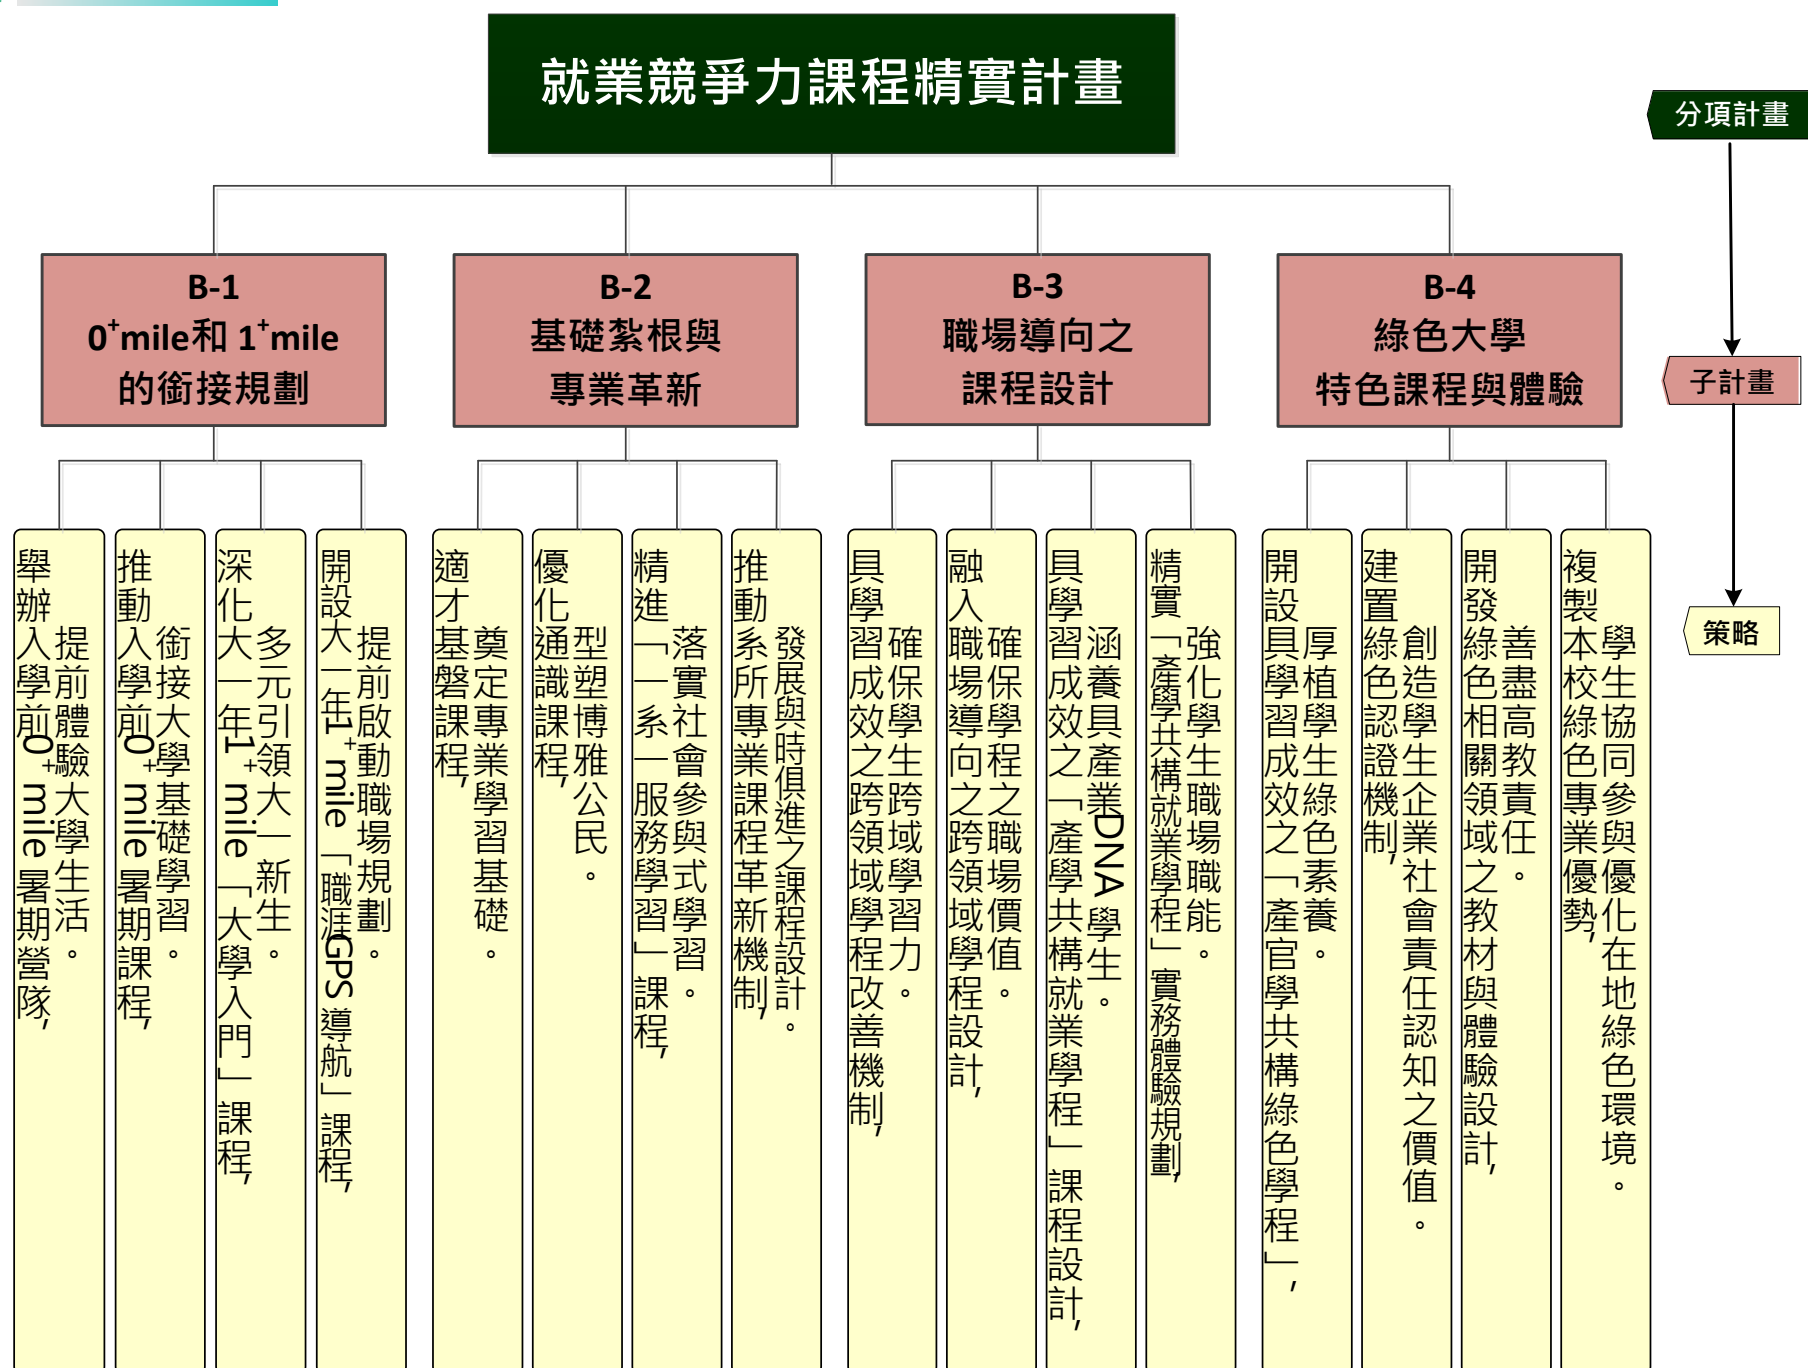 就業競爭力課程精實計畫
分項計畫
子計畫
策略
B-1
0⁺mile和 1⁺mile
的銜接規劃
B-2
基礎紮根與
專業革新
B-3
職場導向之
課程設計
B-4
綠色大學
特色課程與體驗
舉辦入學前0⁺ mile 暑期營隊,
提前體驗大學生活。
推動入學前0⁺ mile 暑期課程,
銜接大學基礎學習。
深化大一年1⁺ mile「大學入門」課程,
多元引領大一新生。
開設大一年1⁺ mile「職涯GPS 導航」課程,
提前啟動職場規劃。
適才基磐課程,
奠定專業學習基礎。
優化通識課程,
型塑博雅公民。
精進「一系一服務學習」課程,
落實社會參與式學習。
推動系所專業課程革新機制,
發展與時俱進之課程設計。
具學習成效之跨領域學程改善機制,
確保學生跨域學習力。
融入職場導向之跨領域學程設計,
確保學程之職場價值。
具學習成效之「產學共構就業學程」課程設計,
涵養具產業DNA 學生。
精實「產學共構就業學程」實務體驗規劃,
強化學生職場職能。
開設具學習成效之「產官學共構綠色學程」,
厚植學生綠色素養。
建置綠色認證機制,
創造學生企業社會責任認知之價值。
開發綠色相關領域之教材與體驗設計,
善盡高教責任。
複製本校綠色專業優勢,
學生協同參與優化在地綠色環境。